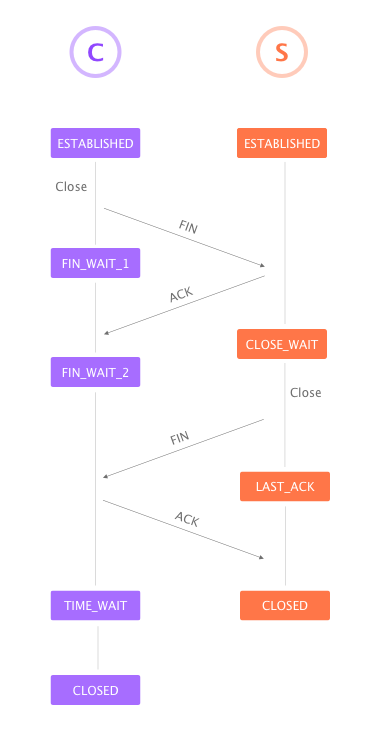 C
S
ESTABLISHED
ESTABLISHED
Close
FIN
FIN_WAIT_1
ACK
CLOSE_WAIT
FIN_WAIT_2
Close
FIN
LAST_ACK
ACK
TIME_WAIT
CLOSED
CLOSED